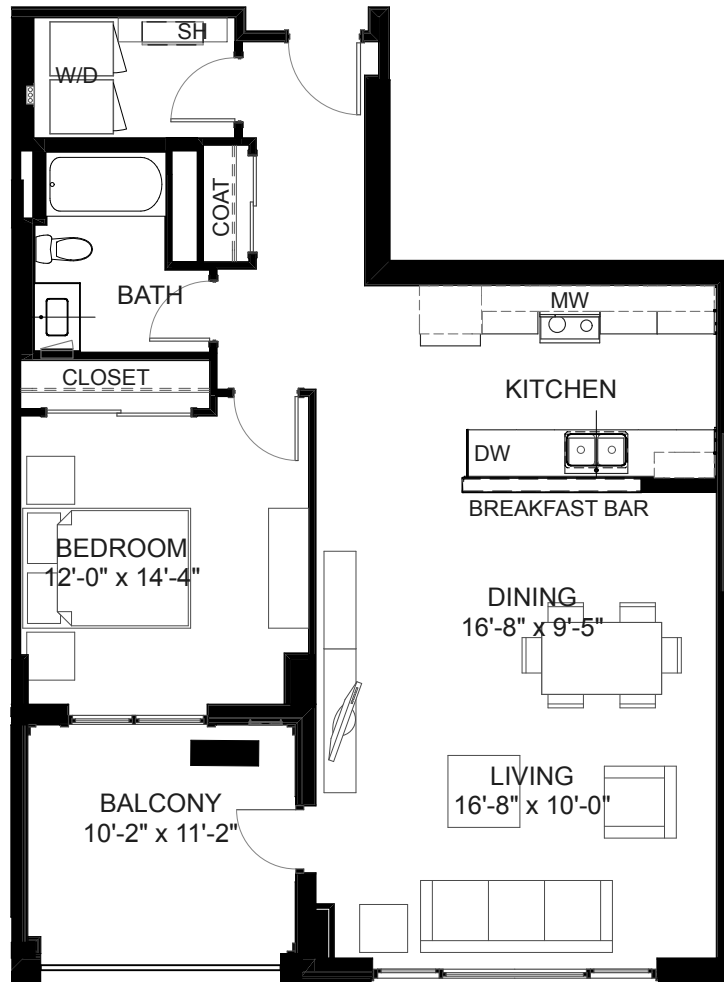 SH
W/D
COAT
BATH
MW
CLOSET
KITCHEN
DW
BREAKFAST BAR
BEDROOM
12'-0" x 14'-4"
DINING
16'-8" x 9'-5"
LIVING
16'-8" x 10'-0"
BALCONY
10'-2" x 11'-2"